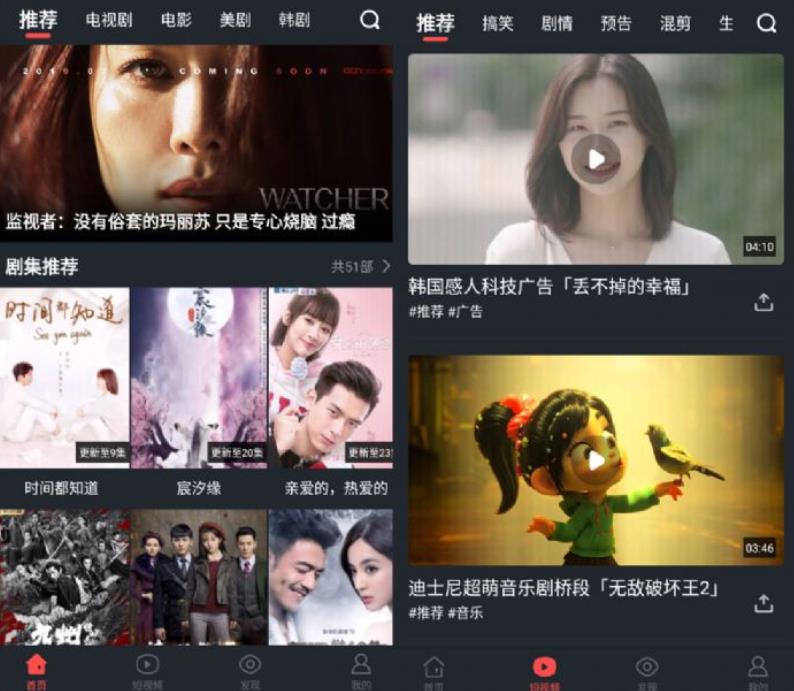 推荐 电视剧 电影 美剧 韩剧
COMING SOON
WATCHER
监视者：没有俗套的玛丽苏 只是专心烧脑 过瘾
剧集推荐 共51部
时间都知道
See you again
宸汐缘
更新至9集 更新至20集 更新至23
时间都知道 宸汐缘 亲爱的，热爱的
九州
首页 短视频 发现 我的
推荐 搞笑 剧情 预告 混剪 生
04:10
韩国感人科技广告「丢不掉的幸福」
#推荐 #广告
03:46
迪士尼超萌音乐剧桥段「无敌破坏王2」
#推荐 #音乐
首页 短视频 发现 我的